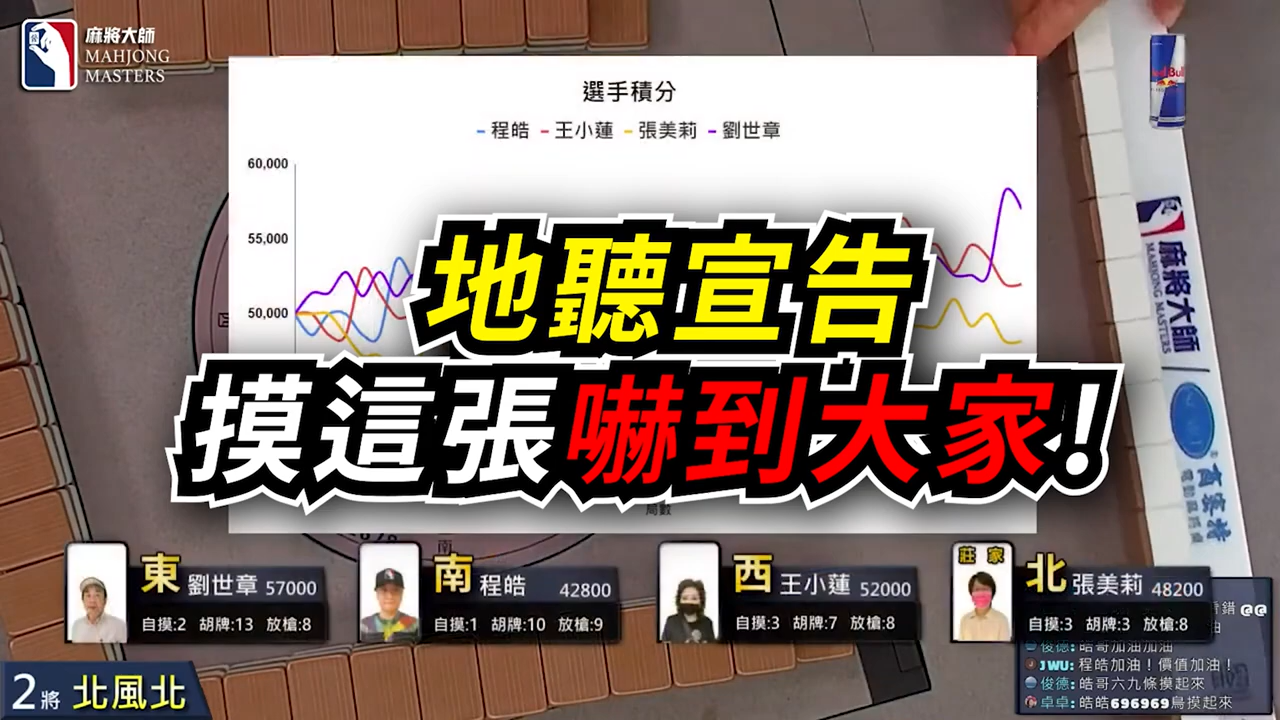 麻將大師
MAHJONG
MASTERS
選手積分
程皓 王小蓮 張美莉 劉世章
60,000
55,000
50,000
地聽宣告
摸這張嚇到大家!
局數
南
Red Bull
麻將大師
MAHJONG MASTERS
東 劉世章 57000
自摸:2 胡牌:13 放槍:8
南 程皓 42800
自摸:1 胡牌:10 放槍:9
西 王小蓮 52000
自摸:3 胡牌:7 放槍:8
莊家
北 張美莉 48200
自摸:3 胡牌:3 放槍:8
俊德: 皓哥加油加油
JWU: 程皓加油!價值加油!
俊德: 皓哥六九條摸起來
卓卓: 皓皓696969鳥摸起來
2將 北風北